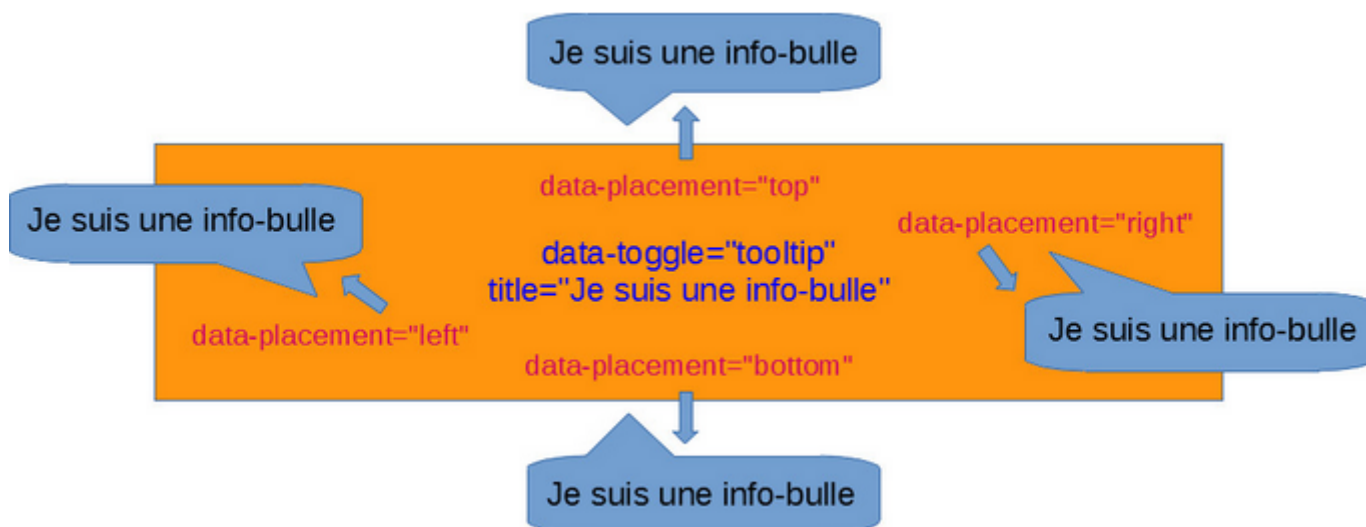 Je suis une info-bulle
data-placement="top"
Je suis une info-bulle
data-placement="right"
data-toggle="tooltip"
title="Je suis une info-bulle"
data-placement="left"
Je suis une info-bulle
data-placement="bottom"
Je suis une info-bulle